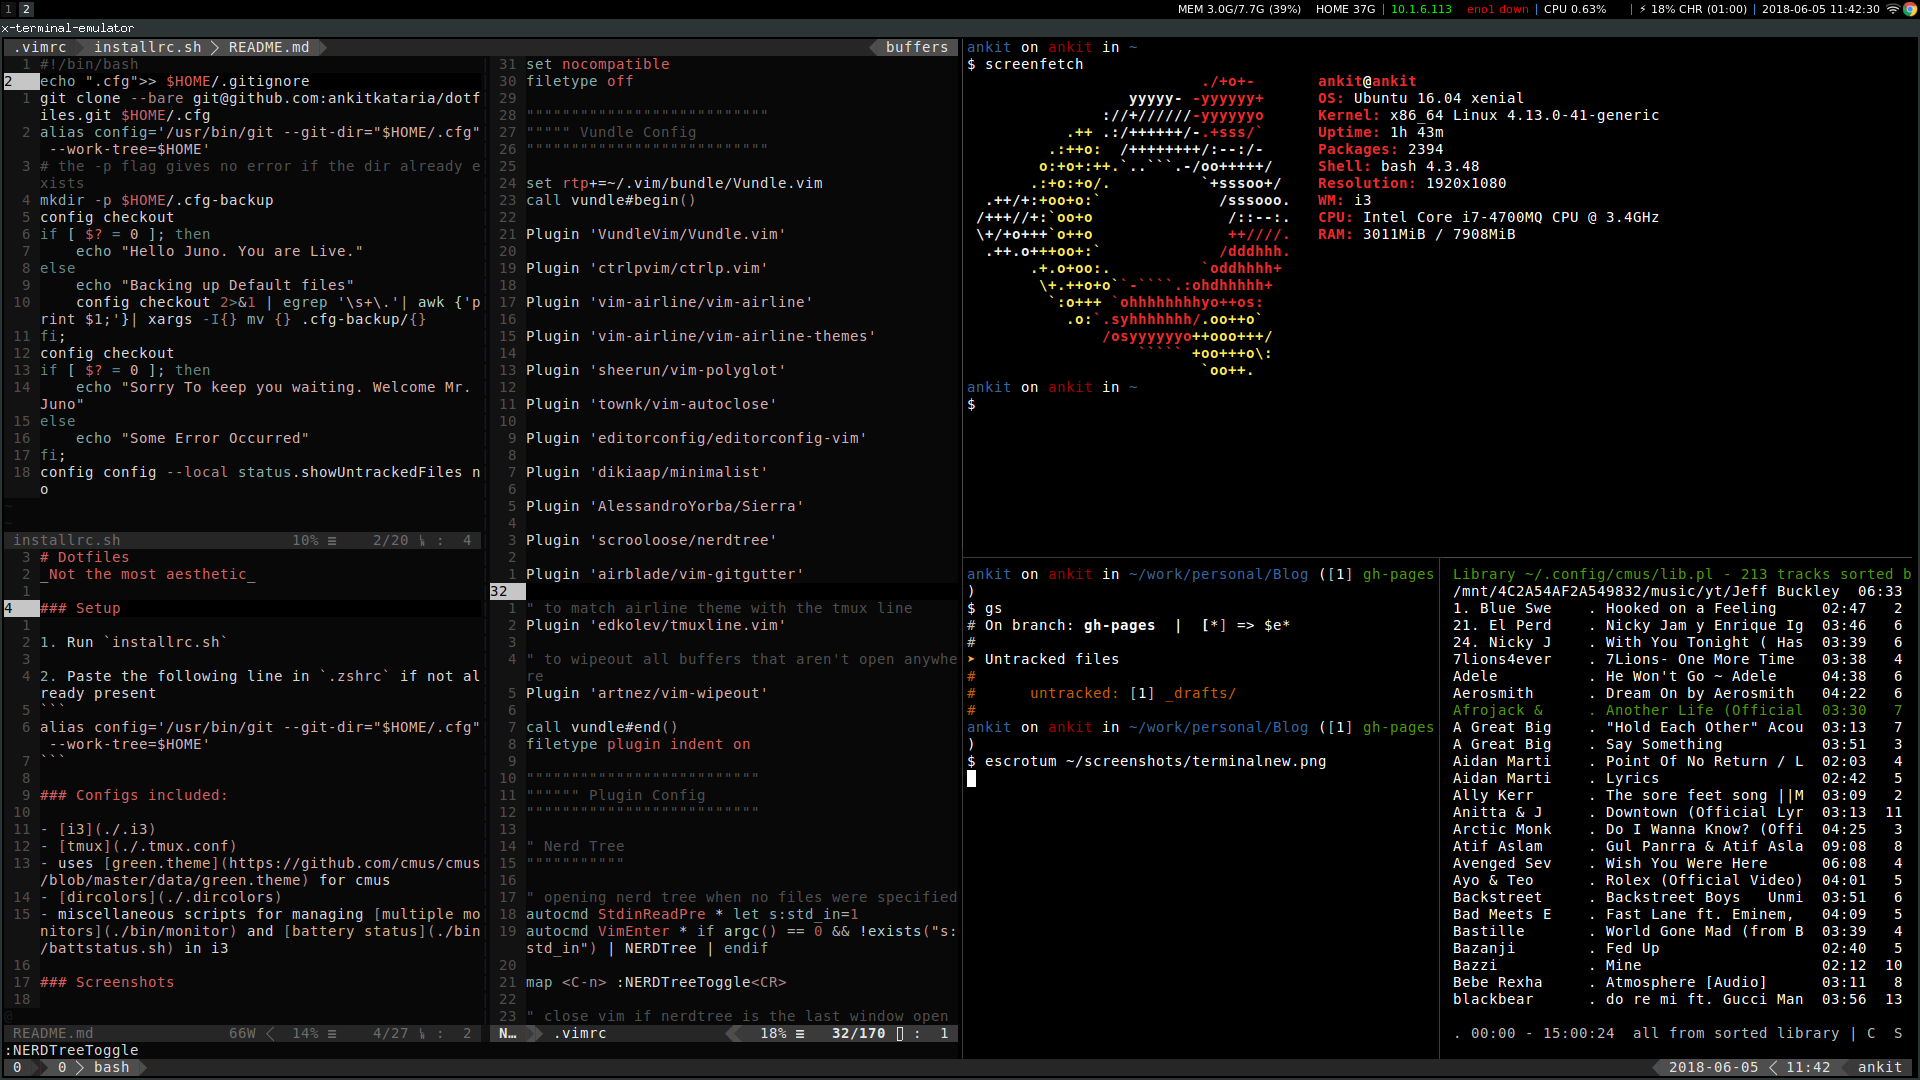 1 2 MEM 3.0G/7.7G (39%) HOME 37G | 10.1.6.113 eno1 down | CPU 0.63% | ⚡ 18% CHR (01:00) | 2018-06-05 11:42:30
x-terminal-emulator
.vimrc installrc.sh README.md buffers
1 #!/bin/bash
2 echo ".cfg">> $HOME/.gitignore
1 git clone --bare git@github.com:ankitkataria/dotf
iles.git $HOME/.cfg
2 alias config='/usr/bin/git --git-dir="$HOME/.cfg"
--work-tree=$HOME'
3 # the -p flag gives no error if the dir already e
xists
4 mkdir -p $HOME/.cfg-backup
5 config checkout
6 if [ $? = 0 ]; then
7 echo "Hello Juno. You are Live."
8 else
9 echo "Backing up Default files"
10 config checkout 2>&1 | egrep '\s+\.'| awk {'p
rint $1;'}| xargs -I{} mv {} .cfg-backup/{}
11 fi;
12 config checkout
13 if [ $? = 0 ]; then
14 echo "Sorry To keep you waiting. Welcome Mr.
Juno"
15 else
16 echo "Some Error Occurred"
17 fi;
18 config config --local status.showUntrackedFiles n
o
~
~
installrc.sh 10% ≡ 2/20 : 4
3 # Dotfiles
2 _Not the most aesthetic_
1
4 ### Setup
1
2 1. Run `installrc.sh`
3
4 2. Paste the following line in `.zshrc` if not al
ready present
5 ```
6 alias config='/usr/bin/git --git-dir="$HOME/.cfg"
--work-tree=$HOME'
7 ```
8
9 ### Configs included:
10
11 - [i3](./.i3)
12 - [tmux](./.tmux.conf)
13 - uses [green.theme](https://github.com/cmus/cmus
/blob/master/data/green.theme) for cmus
14 - [dircolors](./.dircolors)
15 - miscellaneous scripts for managing [multiple mo
nitors](./bin/monitor) and [battery status](./bin
/battstatus.sh) in i3
16
17 ### Screenshots
18
@
README.md 66W 14% ≡ 4/27 : 2
:NERDTreeToggle
31 set nocompatible
30 filetype off
29
28 """""""""""""""""""""""""""
27 """"" Vundle Config
26 """""""""""""""""""""""""""
25
24 set rtp+=~/.vim/bundle/Vundle.vim
23 call vundle#begin()
22
21 Plugin 'VundleVim/Vundle.vim'
20
19 Plugin 'ctrlpvim/ctrlp.vim'
18
17 Plugin 'vim-airline/vim-airline'
16
15 Plugin 'vim-airline/vim-airline-themes'
14
13 Plugin 'sheerun/vim-polyglot'
12
11 Plugin 'townk/vim-autoclose'
10
9 Plugin 'editorconfig/editorconfig-vim'
8
7 Plugin 'dikiaap/minimalist'
6
5 Plugin 'AlessandroYorba/Sierra'
4
3 Plugin 'scrooloose/nerdtree'
2
1 Plugin 'airblade/vim-gitgutter'
32
1 " to match airline theme with the tmux line
2 Plugin 'edkolev/tmuxline.vim'
3
4 " to wipeout all buffers that aren't open anywhe
re
5 Plugin 'artnez/vim-wipeout'
6
7 call vundle#end()
8 filetype plugin indent on
9
10 """"""""""""""""""""""""""
11 """""" Plugin Config
12 """"""""""""""""""""""""""
13
14 " Nerd Tree
15 """""""""""
16
17 " opening nerd tree when no files were specified
18 autocmd StdinReadPre * let s:std_in=1
19 autocmd VimEnter * if argc() == 0 && !exists("s:
std_in") | NERDTree | endif
20
21 map <C-n> :NERDTreeToggle<CR>
22
23 " close vim if nerdtree is the last window open
N… .vimrc 18% ≡ 32/170 : 1
ankit on ankit in ~
$ screenfetch
./+o+-
yyyyy- -yyyyyy+
://+//////-yyyyyyo
.++ .:/++++++/-.+sss/`
.:++o: /++++++++/:--:/-
o:+o+:++.`..```.-/oo+++++/
.:+o:+o/. `+sssoo+/
.++/+:+oo+o:` /sssooo.
/+++//+:`oo+o /::--:.
\+/+o+++`o++o ++////.
.++.o+++oo+:` /dddhhh.
.+.o+oo:. `oddhhhh+
\+.++o+o``-````.:ohdhhhhh+
`:o+++ `ohhhhhhhhyo++os:
.o:`.syhhhhhhh/.oo++o`
/osyyyyyyo++ooo+++/
````` +oo+++o\:
`oo++.
ankit@ankit
OS: Ubuntu 16.04 xenial
Kernel: x86_64 Linux 4.13.0-41-generic
Uptime: 1h 43m
Packages: 2394
Shell: bash 4.3.48
Resolution: 1920x1080
WM: i3
CPU: Intel Core i7-4700MQ CPU @ 3.4GHz
RAM: 3011MiB / 7908MiB
ankit on ankit in ~
$
ankit on ankit in ~/work/personal/Blog ([1] gh-pages
)
$ gs
# On branch: gh-pages | [*] => $e*
#
➤ Untracked files
#
# untracked: [1] _drafts/
#
ankit on ankit in ~/work/personal/Blog ([1] gh-pages
)
$ escrotum ~/screenshots/terminalnew.png
Library ~/.config/cmus/lib.pl - 213 tracks sorted b
/mnt/4C2A54AF2A549832/music/yt/Jeff Buckley 06:33
1. Blue Swe . Hooked on a Feeling 02:47 2
21. El Perd . Nicky Jam y Enrique Ig 03:46 6
24. Nicky J . With You Tonight ( Has 03:39 6
7lions4ever . 7Lions- One More Time 03:38 4
Adele . He Won't Go ~ Adele 04:38 6
Aerosmith . Dream On by Aerosmith 04:22 6
Afrojack & . Another Life (Official 03:30 7
A Great Big . "Hold Each Other" Acou 03:13 7
A Great Big . Say Something 03:51 3
Aidan Marti . Point Of No Return / L 02:03 4
Aidan Marti . Lyrics 02:42 5
Ally Kerr . The sore feet song ||M 03:09 2
Anitta & J . Downtown (Official Lyr 03:13 11
Arctic Monk . Do I Wanna Know? (Offi 04:25 3
Atif Aslam . Gul Panrra & Atif Asla 09:08 8
Avenged Sev . Wish You Were Here 06:08 4
Ayo & Teo . Rolex (Official Video) 04:01 5
Backstreet . Backstreet Boys Unmi 03:51 6
Bad Meets E . Fast Lane ft. Eminem, 04:09 5
Bastille . World Gone Mad (from B 03:39 4
Bazanji . Fed Up 02:40 5
Bazzi . Mine 02:12 10
Bebe Rexha . Atmosphere [Audio] 03:11 8
blackbear . do re mi ft. Gucci Man 03:56 13
. 00:00 - 15:00:24 all from sorted library | C S
0 0 bash 2018-06-05 11:42 ankit